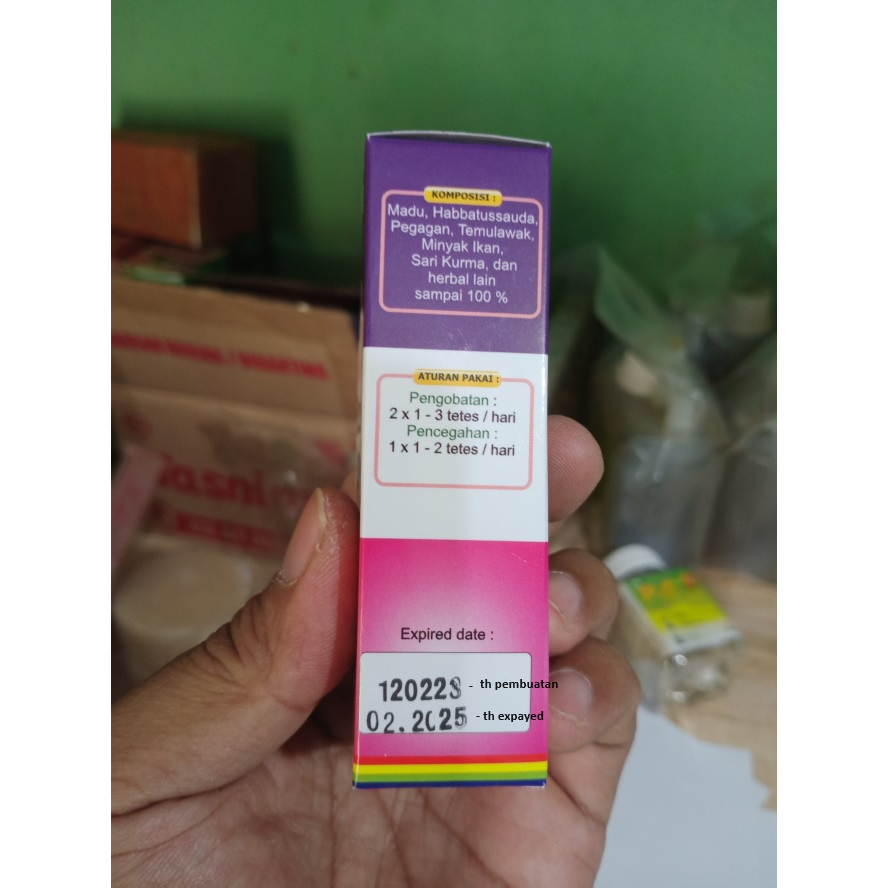 KOMPOSISI :
Madu, Habbatussauda,
Pegagan, Temulawak,
Minyak Ikan,
Sari Kurma, dan
herbal lain
sampai 100 %
ATURAN PAKAI :
Pengobatan :
2 x 1 - 3 tetes / hari
Pencegahan :
1 x 1 - 2 tetes / hari
Expired date :
120223 - th pembuatan
02.2025 - th expayed